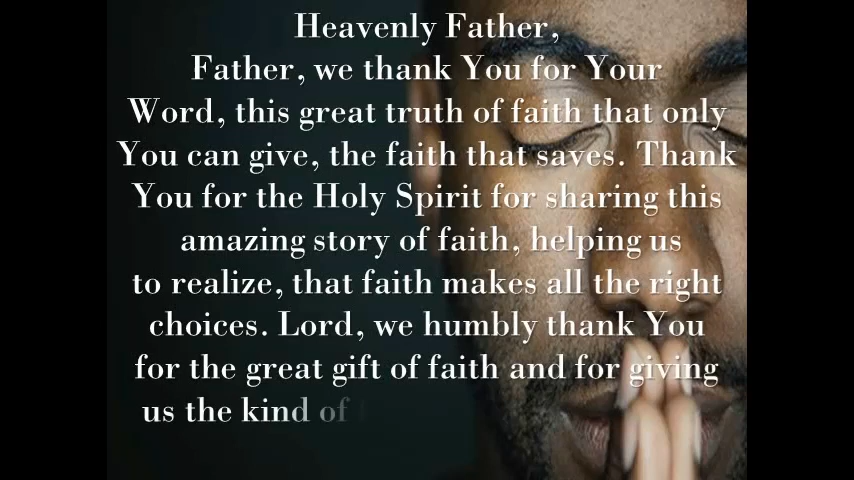 Heavenly Father,
Father, we thank You for Your
Word, this great truth of faith that only
You can give, the faith that saves. Thank
You for the Holy Spirit for sharing this
amazing story of faith, helping us
to realize, that faith makes all the right
choices. Lord, we humbly thank You
for the great gift of faith and for giving
us the kind of